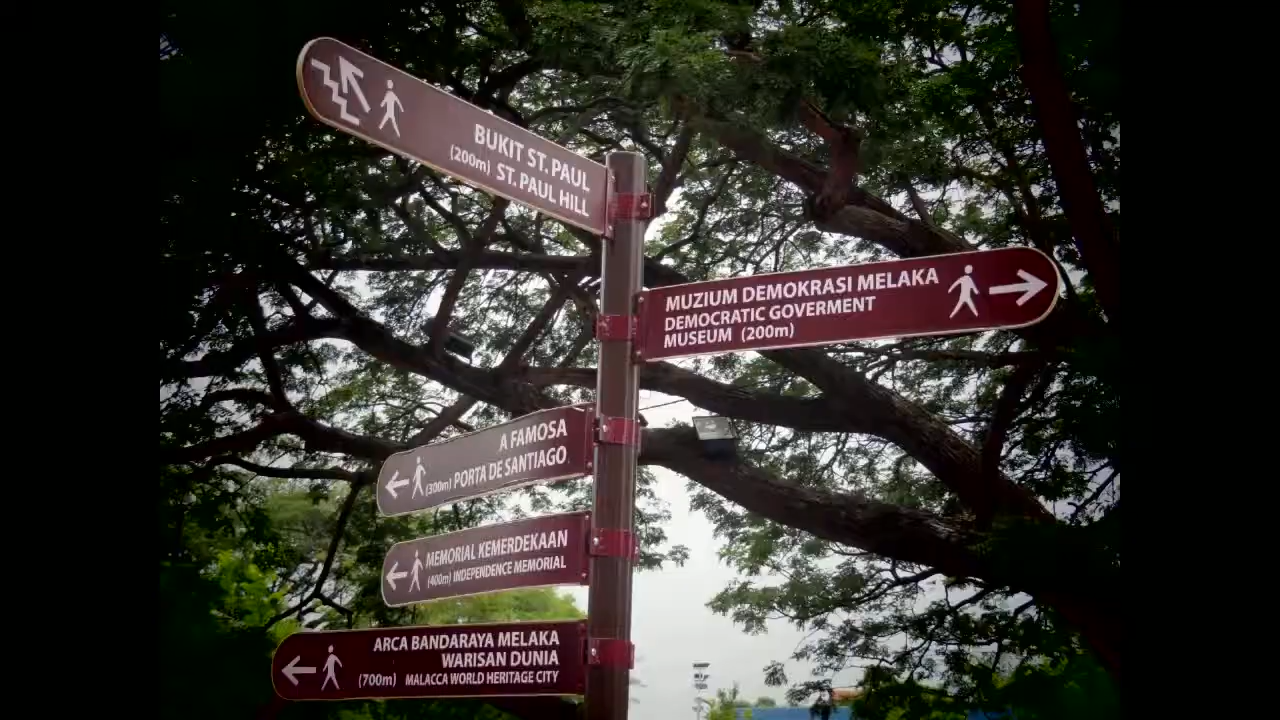 BUKIT ST. PAUL
(200m) ST. PAUL HILL
MUZIUM DEMOKRASI MELAKA
DEMOCRATIC GOVERMENT
MUSEUM (200m)
A FAMOSA
(300m) PORTA DE SANTIAGO
MEMORIAL KEMERDEKAAN
(400m) INDEPENDENCE MEMORIAL
ARCA BANDARAYA MELAKA
WARISAN DUNIA
(700m) MALACCA WORLD HERITAGE CITY